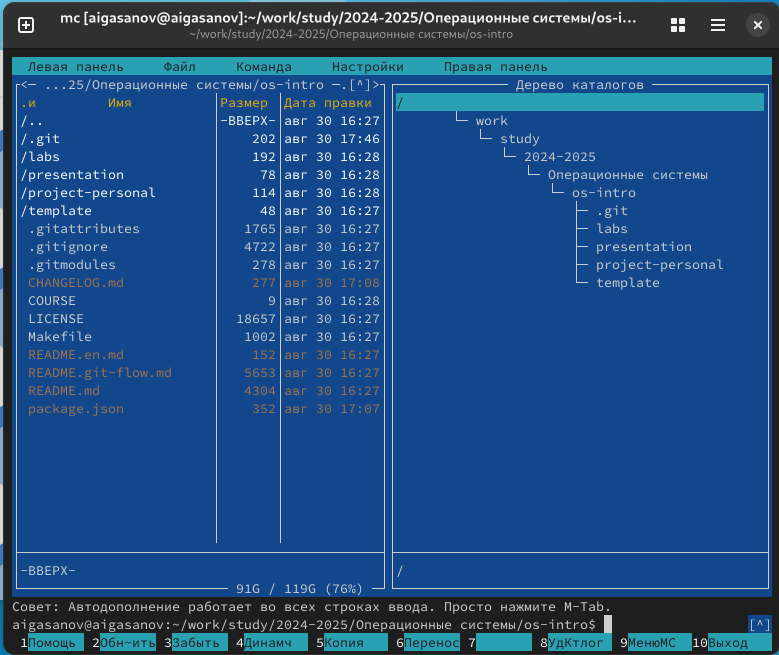 mc [aigasanov@aigasanov]:~/work/study/2024-2025/Операционные системы/os-i...
~/work/study/2024-2025/Операционные системы/os-intro
Левая панель Файл Команда Настройки Правая панель
<— ...25/Операционные системы/os-intro —.[^]>
.и Имя Размер Дата правки
/.. -ВВЕРХ- авг 30 16:27
/.git 202 авг 30 17:46
/labs 192 авг 30 16:28
/presentation 78 авг 30 16:28
/project-personal 114 авг 30 16:28
/template 48 авг 30 16:27
.gitattributes 1765 авг 30 16:27
.gitignore 4722 авг 30 16:27
.gitmodules 278 авг 30 16:27
CHANGELOG.md 277 авг 30 17:08
COURSE 9 авг 30 16:28
LICENSE 18657 авг 30 16:27
Makefile 1002 авг 30 16:27
README.en.md 152 авг 30 16:27
README.git-flow.md 5653 авг 30 16:27
README.md 4304 авг 30 16:27
package.json 352 авг 30 17:07
-ВВЕРХ-
91G / 119G (76%)
Дерево каталогов
/
work
study
2024-2025
Операционные системы
os-intro
.git
labs
presentation
project-personal
template
/
Совет: Автодополнение работает во всех строках ввода. Просто нажмите M-Tab.
aigasanov@aigasanov:~/work/study/2024-2025/Операционные системы/os-intro$ [^]
1Помощь 2Обн~ить 3Забыть 4Динамч 5Копия 6Перенос 7 8УдКтлог 9МенюMC 10Выход